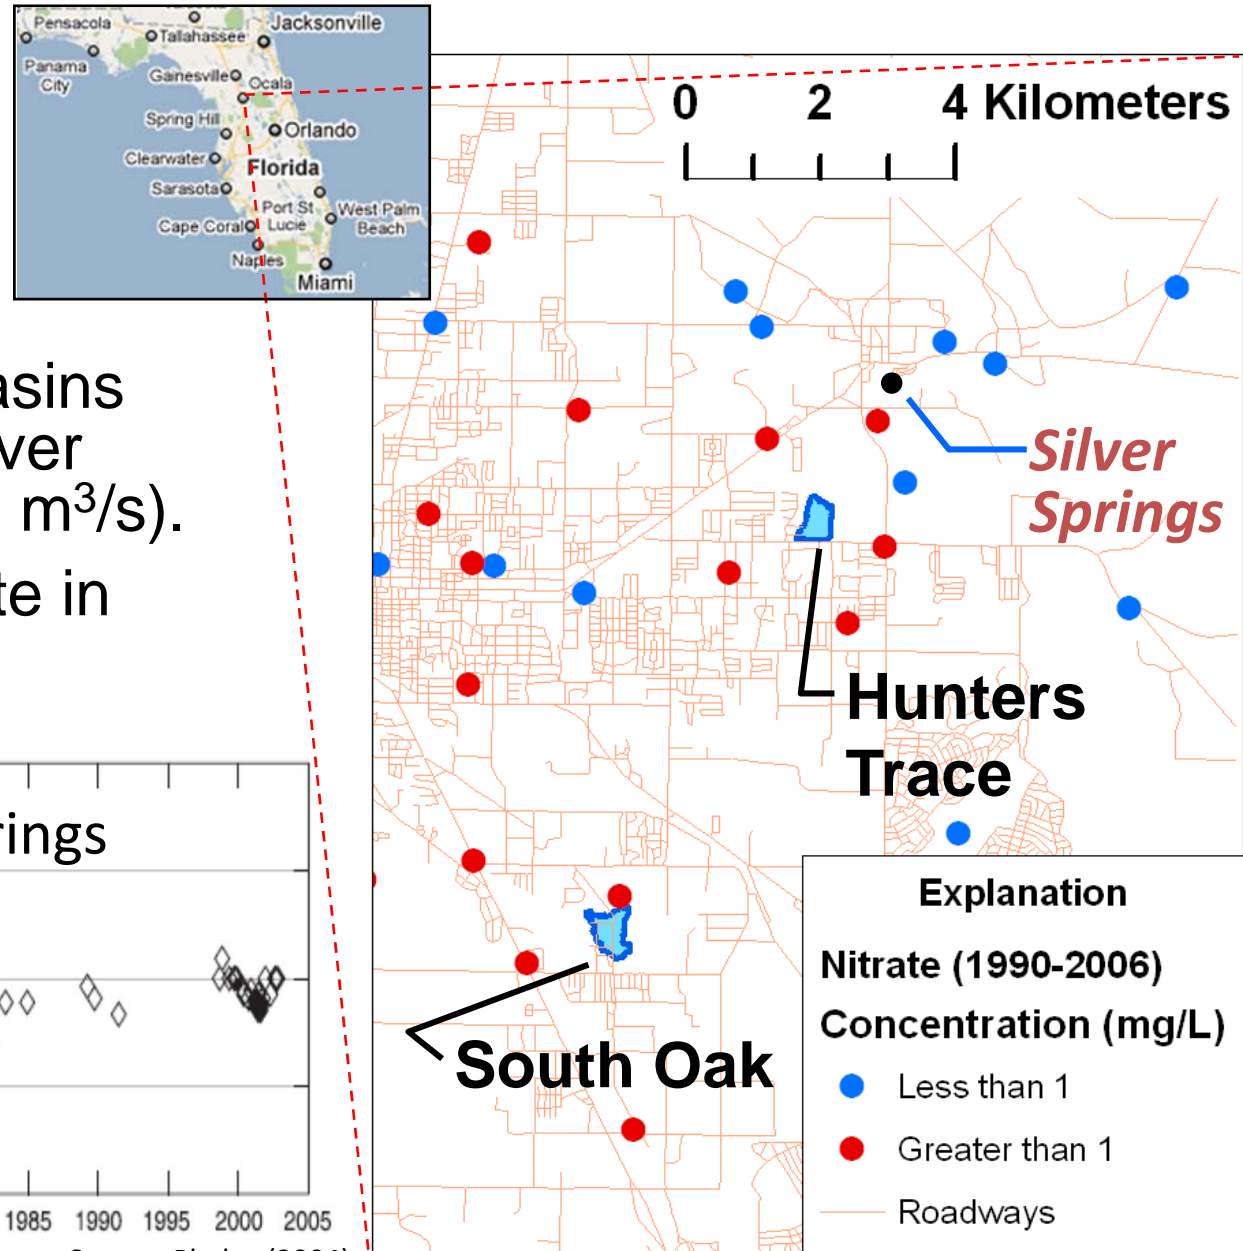 Pensacola
Tallahassee
Jacksonville
Panama
City
Gainesville
Ocala
Spring Hill
Orlando
Clearwater
Florida
Sarasota
Port St
Lucie
West Palm
Beach
Cape Coral
Naples
Miami
0 2 4 Kilometers
asins
ver
m³/s).
te in
Silver
Springs
Hunters
Trace
rings
South Oak
Explanation
Nitrate (1990-2006)
Concentration (mg/L)
Less than 1
Greater than 1
Roadways
1985 1990 1995 2000 2005